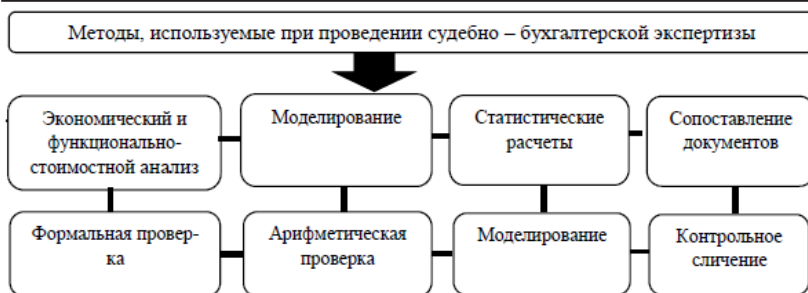 Методы, используемые при проведении судебно – бухгалтерской экспертизы
Экономический и
функционально-
стоимостной анализ
Моделирование
Статистические
расчеты
Сопоставление
документов
Формальная провер-
ка
Арифметическая
проверка
Моделирование
Контрольное
сличение